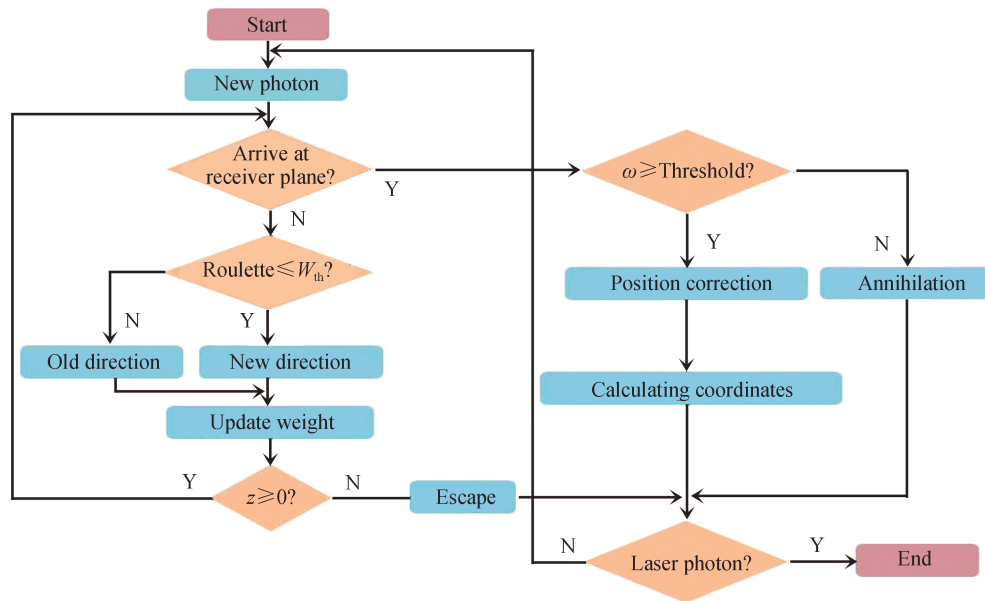 Start
New photon
Arrive at
receiver plane?
Y
N
ω≥Threshold?
Y
N
Roulette≤Wth?
N
Y
Position correction
Annihilation
Old direction
New direction
Calculating coordinates
Update weight
Y
z≥0?
N
Escape
N
Laser photon?
Y
End